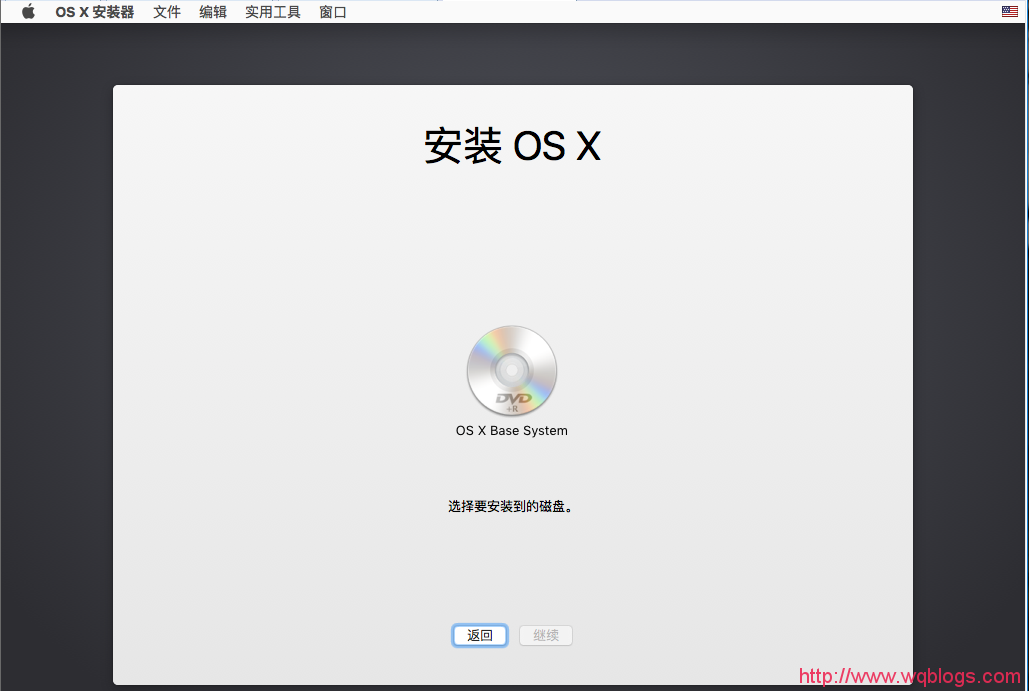 OS X 安装器 文件 编辑 实用工具 窗口
安装 OS X
DVD
+R
OS X Base System
选择要安装到的磁盘。
返回 继续
http://www.wqblogs.com